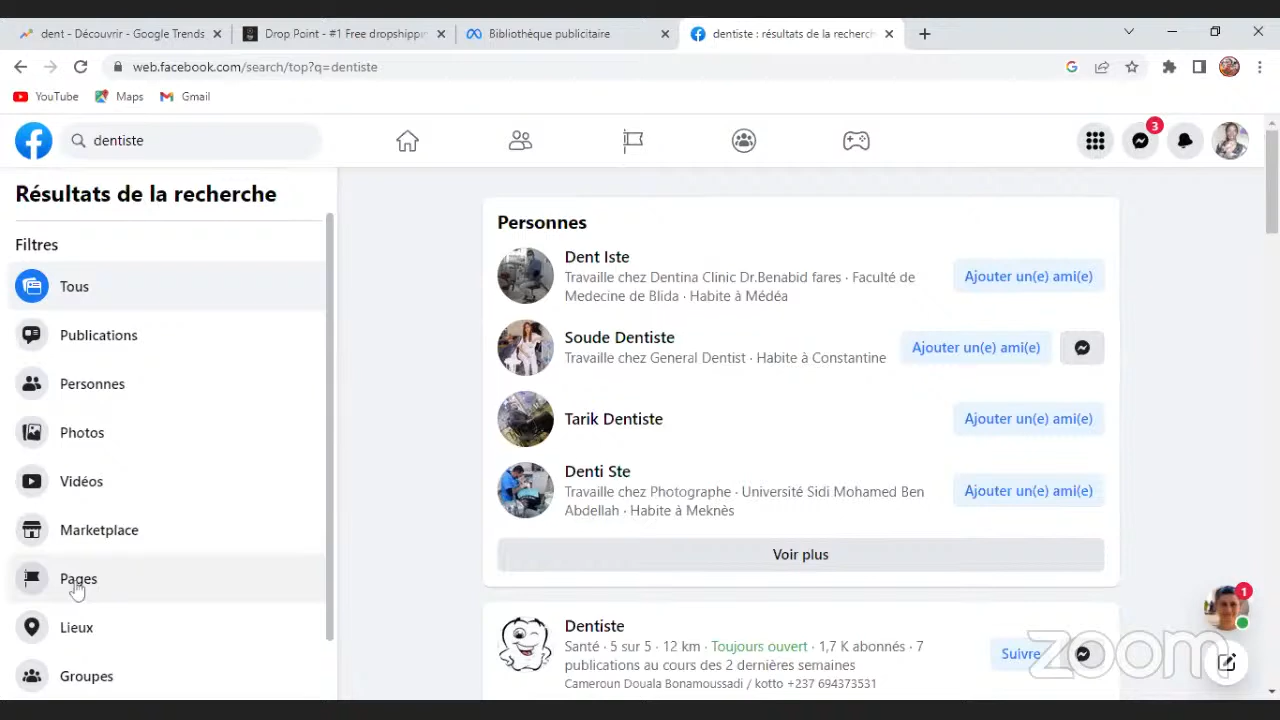 dent - Découvrir - Google Trends
Drop Point - #1 Free dropshippin
Bibliothèque publicitaire
dentiste : résultats de la recherch
web.facebook.com/search/top?q=dentiste
YouTube
Maps
Gmail
dentiste
3
Résultats de la recherche
Filtres
Tous
Publications
Personnes
Photos
Vidéos
Marketplace
Pages
Lieux
Groupes
Personnes
Dent Iste
Travaille chez Dentina Clinic Dr.Benabid fares · Faculté de
Medecine de Blida · Habite à Médéa
Ajouter un(e) ami(e)
Soude Dentiste
Travaille chez General Dentist · Habite à Constantine
Ajouter un(e) ami(e)
Tarik Dentiste
Ajouter un(e) ami(e)
Denti Ste
Travaille chez Photographe · Université Sidi Mohamed Ben
Abdellah · Habite à Meknès
Ajouter un(e) ami(e)
Voir plus
Dentiste
Santé · 5 sur 5 · 12 km · Toujours ouvert · 1,7 K abonnés · 7
publications au cours des 2 dernières semaines
Cameroun Douala Bonamoussadi / kotto +237 694373531
Suivre
1
zoom